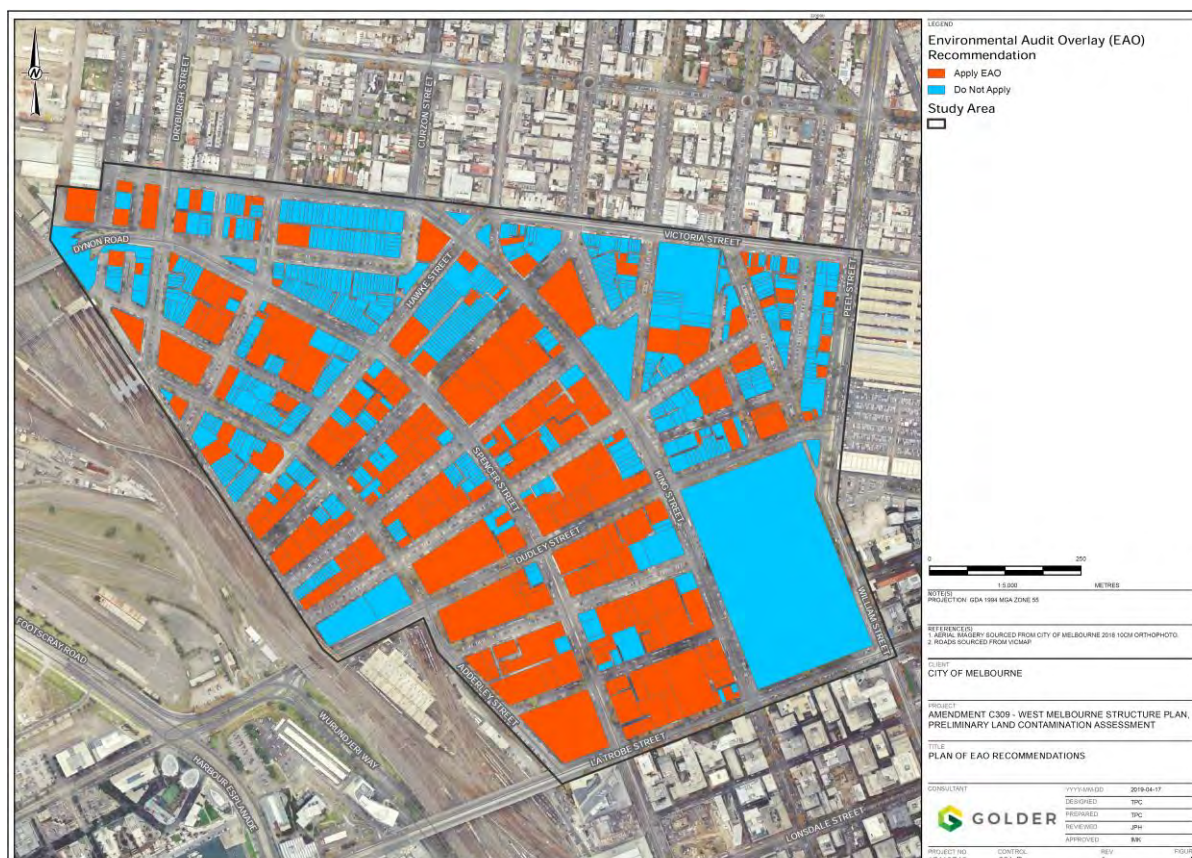 DRYBURGH STREET
CURZON STREET
VICTORIA STREET
DYNON ROAD
HAWKE STREET
PEEL STREET
SPENCER STREET
KING STREET
DUDLEY STREET
WILLIAM STREET
FOOTSCRAY ROAD
ADDERLEY STREET
WURUNDJERI WAY
LA TROBE STREET
HARBOUR ESPLANADE
LONSDALE STREET
N
LEGEND
Environmental Audit Overlay (EAO)
Recommendation
Apply EAO
Do Not Apply
Study Area
0 250
1:5,000 METRES
NOTE(S)
PROJECTION: GDA 1994 MGA ZONE 55
REFERENCE(S)
1. AERIAL IMAGERY SOURCED FROM CITY OF MELBOURNE 2018 10CM ORTHOPHOTO.
2. ROADS SOURCED FROM VICMAP
CLIENT
CITY OF MELBOURNE
PROJECT
AMENDMENT C309 - WEST MELBOURNE STRUCTURE PLAN,
PRELIMINARY LAND CONTAMINATION ASSESSMENT
TITLE
PLAN OF EAO RECOMMENDATIONS
CONSULTANT
GOLDER
YYYY-MM-DD 2019-04-17
DESIGNED TPC
PREPARED TPC
REVIEWED JPH
APPROVED
PROJECT NO. CONTROL REV FIGURE